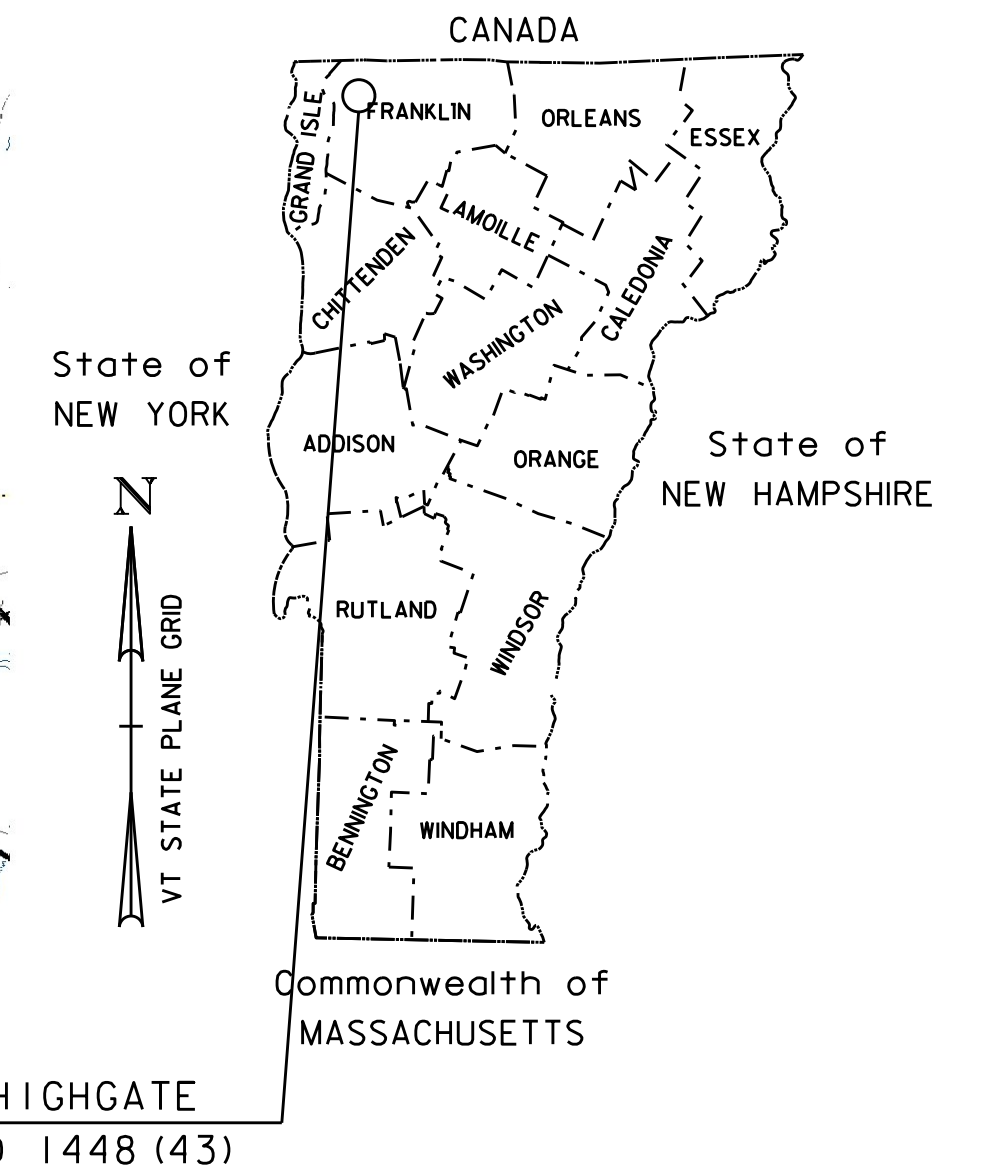 CANADA
GRAND ISLE
FRANKLIN
ORLEANS
ESSEX
LAMOILLE
CHITTENDEN
CALEDONIA
WASHINGTON
State of
NEW YORK
ADDISON
ORANGE
State of
NEW HAMPSHIRE
N
VT STATE PLANE GRID
RUTLAND
WINDSOR
BENNINGTON
WINDHAM
Commonwealth of
MASSACHUSETTS
HIGHGATE
1448 (43)